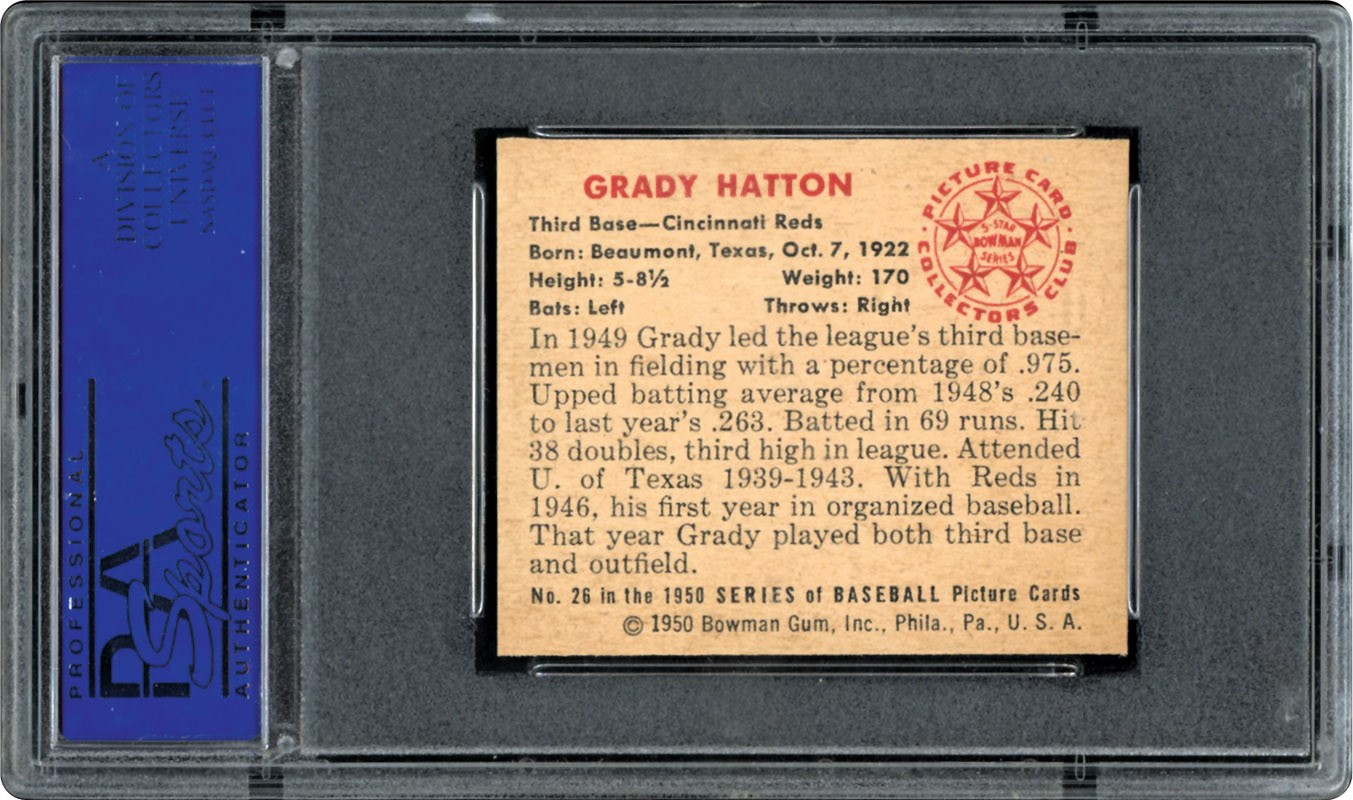 GRADY HATTON
Third Base—Cincinnati Reds
Born: Beaumont, Texas, Oct. 7, 1922
Height: 5-8½ Weight: 170
Bats: Left Throws: Right
PICTURE CARD
COLLECTORS CLUB
5-STAR
BOWMAN
SERIES
In 1949 Grady led the league's third base-
men in fielding with a percentage of .975.
Upped batting average from 1948's .240
to last year's .263. Batted in 69 runs. Hit
38 doubles, third high in league. Attended
U. of Texas 1939-1943. With Reds in
1946, his first year in organized baseball.
That year Grady played both third base
and outfield.
No. 26 in the 1950 SERIES of BASEBALL Picture Cards
© 1950 Bowman Gum, Inc., Phila., Pa., U. S. A.
A
DIVISION OF
COLLECTORS
UNIVERSE
NASDAQ: CLCT
PROFESSIONAL
PSA
Sports
AUTHENTICATOR